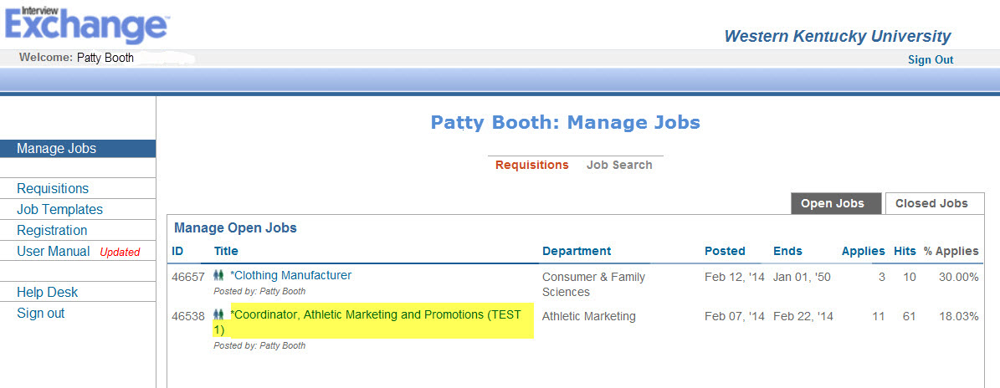 Interview
Exchange™
Western Kentucky University
Welcome: Patty Booth
Sign Out
Patty Booth: Manage Jobs
Manage Jobs
Requisitions Job Search
Requisitions
Job Templates
Registration
User Manual Updated
Help Desk
Sign out
Open Jobs Closed Jobs
Manage Open Jobs
ID Title Department Posted Ends Applies Hits % Applies
46657 *Clothing Manufacturer Consumer & Family Feb 12, '14 Jan 01, '50 3 10 30.00%
Posted by: Patty Booth Sciences
46538 *Coordinator, Athletic Marketing and Promotions (TEST Athletic Marketing Feb 07, '14 Feb 22, '14 11 61 18.03%
1)
Posted by: Patty Booth